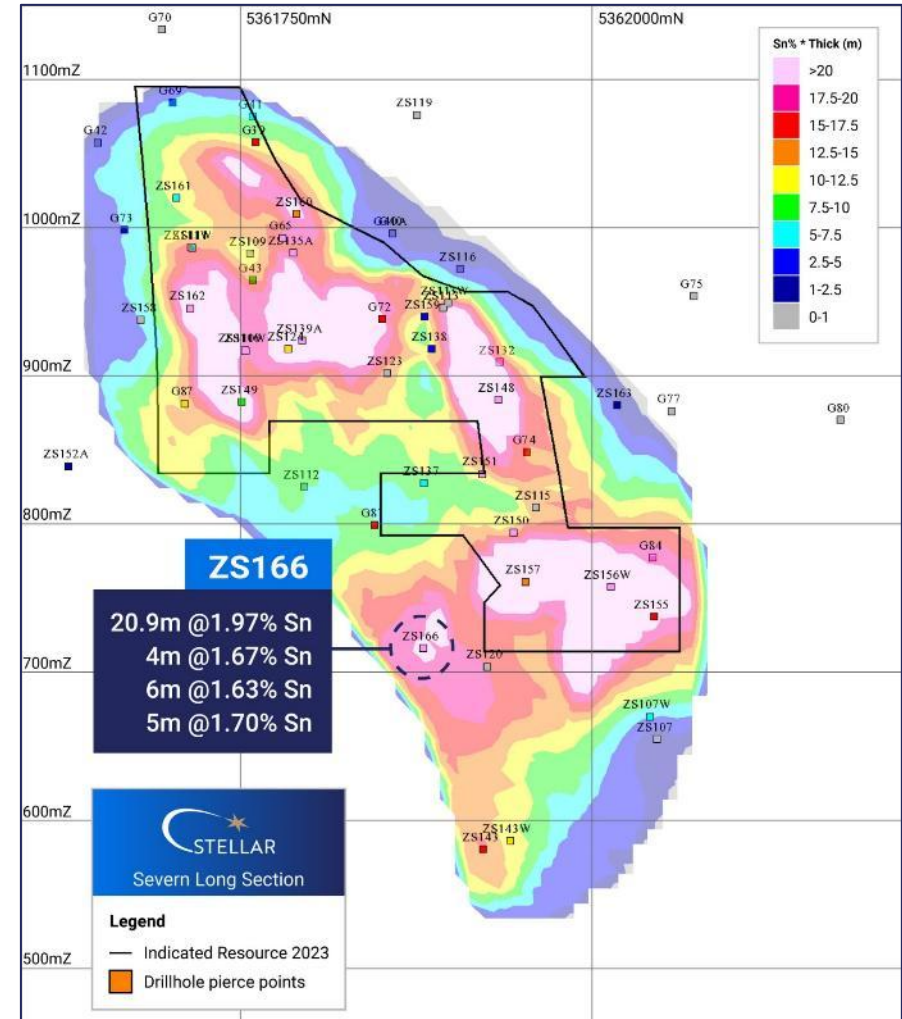 G70
5361750mN
5362000mN
Sn% * Thick (m)
>20
17.5-20
15-17.5
12.5-15
10-12.5
7.5-10
5-7.5
2.5-5
1-2.5
0-1
1100mZ
G69
G41
ZS119
G42
G39
ZS161
1000mZ
ZS160
G73
G65
G40A
ZS109
ZS135A
ZS116
G43
G75
ZS162
ZS158
G72
ZS159
ZS113W
ZS139A
ZS124
ZS138
900mZ
ZS123
ZS132
ZS148
ZS163
G77
G80
G87
ZS149
G74
ZS152A
ZS151
ZS112
ZS137
ZS115
800mZ
ZS150
G84
ZS166
ZS157
ZS156W
20.9m @1.97% Sn
4m @1.67% Sn
6m @1.63% Sn
5m @1.70% Sn
ZS155
ZS166
700mZ
ZS120
ZS107W
ZS107
600mZ
ZS143
ZS143W
STELLAR
Severn Long Section
Legend
Indicated Resource 2023
Drillhole pierce points
500mZ